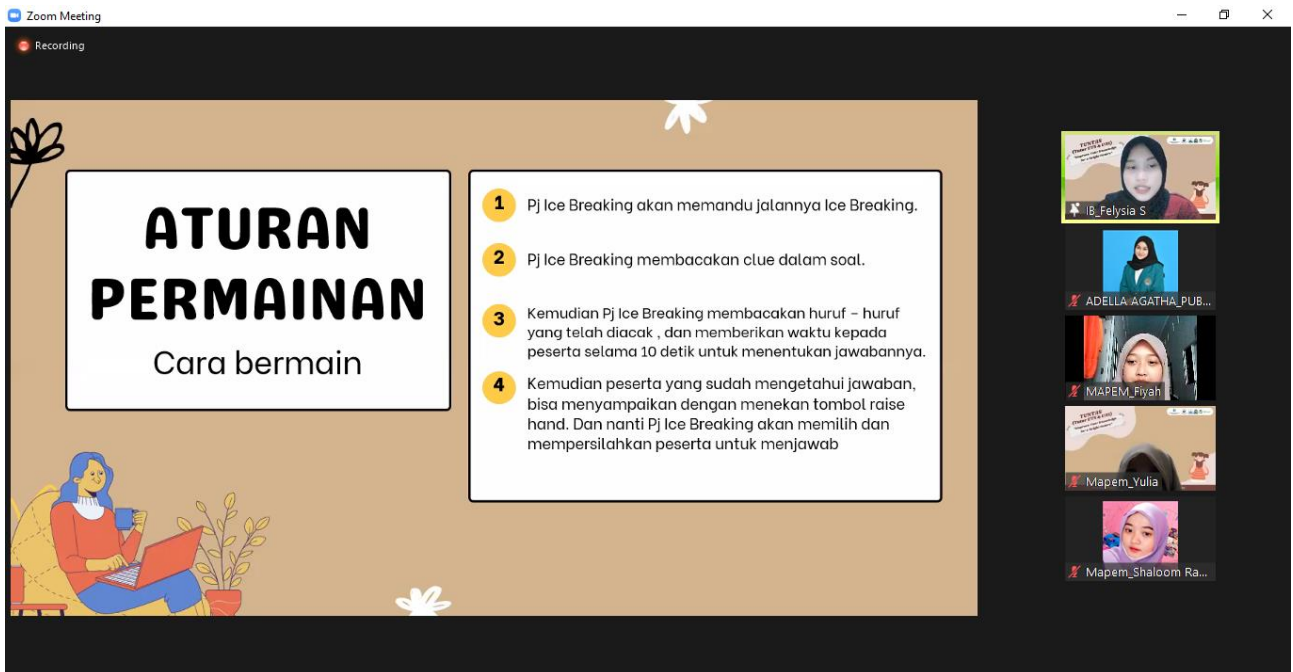 Zoom Meeting
Recording
ATURAN
PERMAINAN
Cara bermain
1
Pj Ice Breaking akan memandu jalannya Ice Breaking.
2
Pj Ice Breaking membacakan clue dalam soal.
3
Kemudian Pj Ice Breaking membacakan huruf – huruf
yang telah diacak , dan memberikan waktu kepada
peserta selama 10 detik untuk menentukan jawabannya.
4
Kemudian peserta yang sudah mengetahui jawaban,
bisa menyampaikan dengan menekan tombol raise
hand. Dan nanti Pj Ice Breaking akan memilih dan
mempersilahkan peserta untuk menjawab
TUNTAS
IB_Felysia S
ADELLA AGATHA_PUB...
MAPEM_Fiyah
TUNTAS
Mapem_Yulia
Mapem_Shaloom Ra...